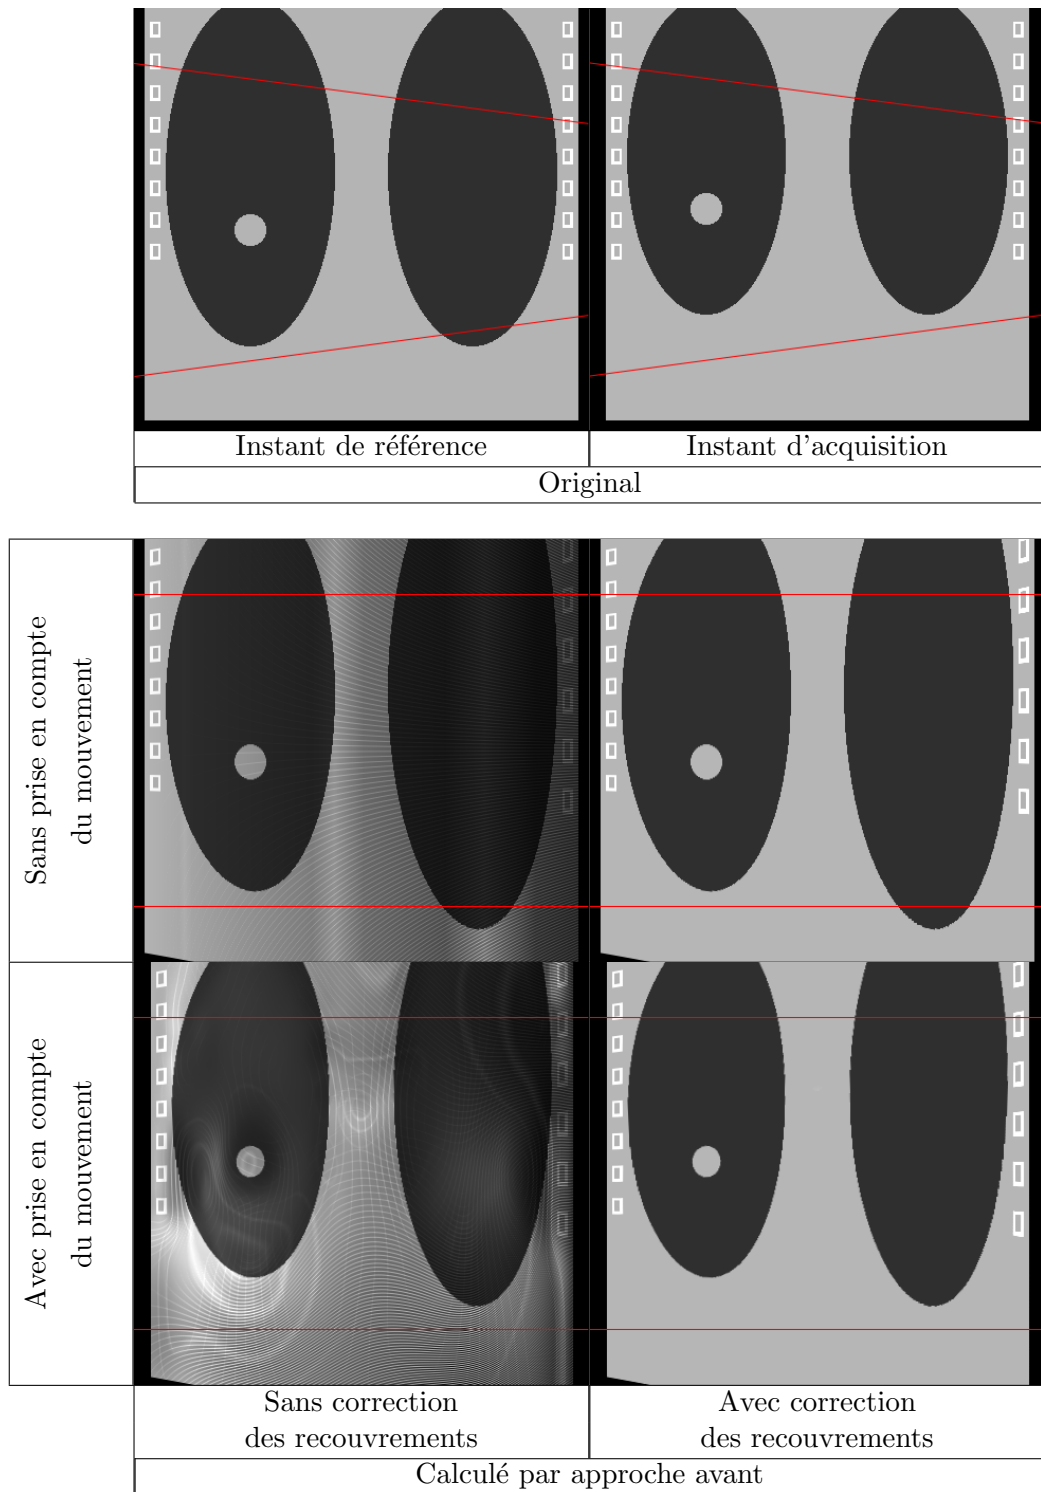 Instant de référence
Instant d'acquisition
Original
Sans prise en compte
du mouvement
Avec prise en compte
du mouvement
Sans correction
des recouvrements
Avec correction
des recouvrements
Calculé par approche avant